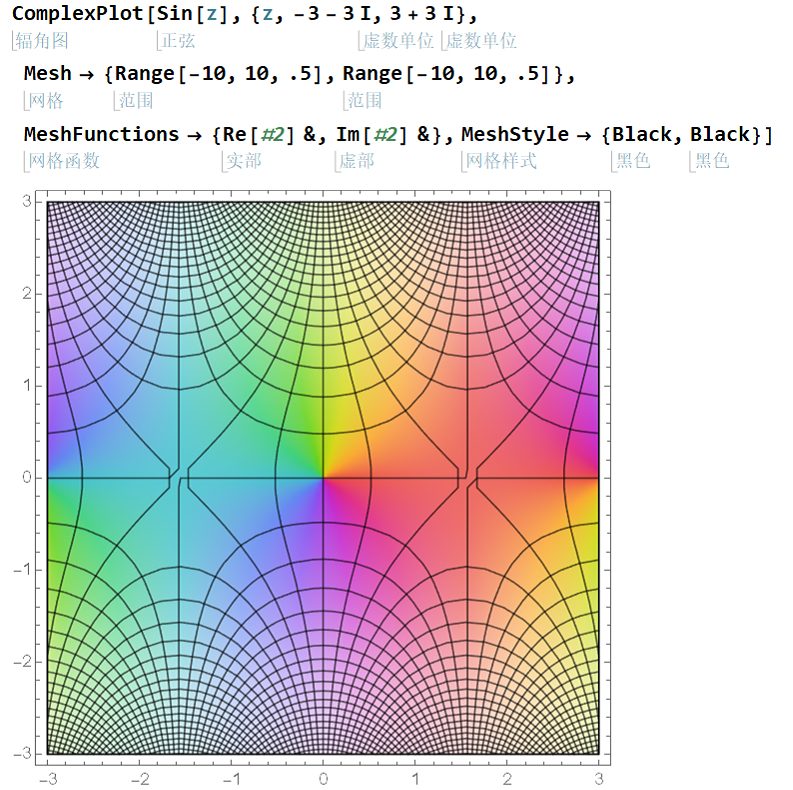 ComplexPlot[Sin[z], {z, -3 - 3 I, 3 + 3 I},
辐角图 正弦 虚数单位 虚数单位
Mesh → {Range[-10, 10, .5], Range[-10, 10, .5]},
网格 范围 范围
MeshFunctions → {Re[#2] &, Im[#2] &}, MeshStyle → {Black, Black}]
网格函数 实部 虚部 网格样式 黑色 黑色
3
2
1
0
-1
-2
-3
-3 -2 -1 0 1 2 3